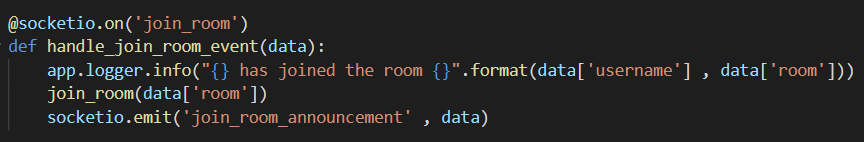 @socketio.on('join_room')
def handle_join_room_event(data):
    app.logger.info("{} has joined the room {}".format(data['username'] , data['room']))
    join_room(data['room'])
    socketio.emit('join_room_announcement' , data)